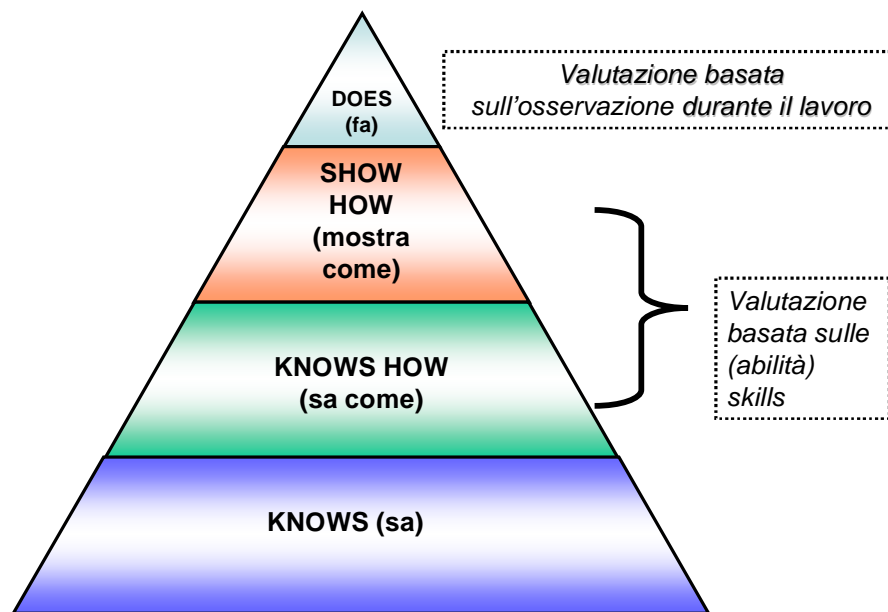 DOES
(fa)
Valutazione basata
sull'osservazione durante il lavoro
SHOW
HOW
(mostra
come)
KNOWS HOW
(sa come)
Valutazione
basata sulle
(abilità)
skills
KNOWS (sa)